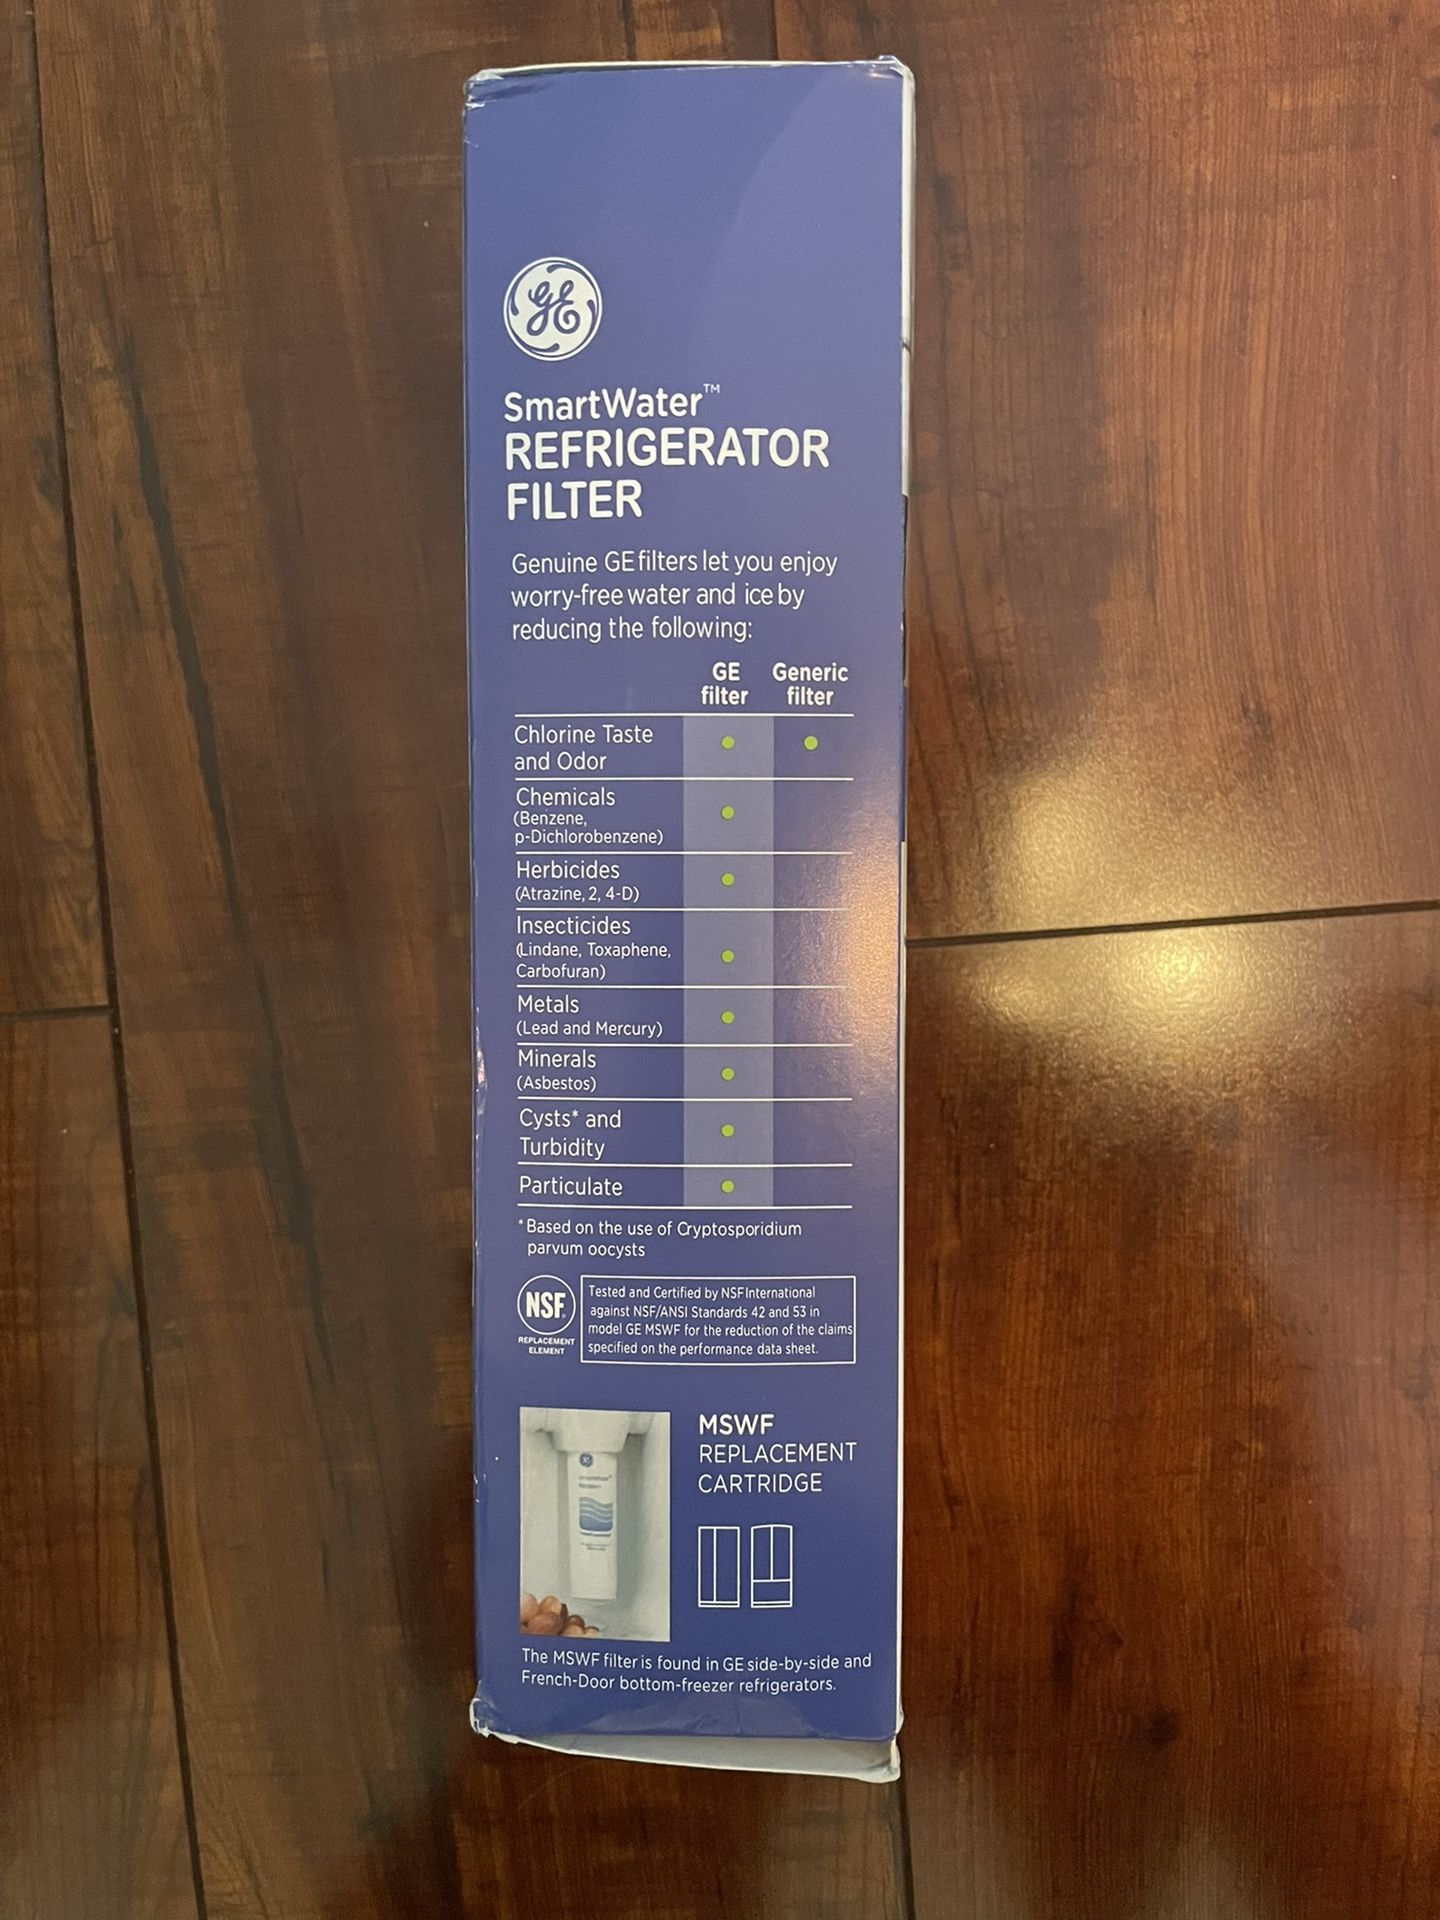 GE
SmartWater™
REFRIGERATOR
FILTER
Genuine GE filters let you enjoy
worry-free water and ice by
reducing the following:
GE filter
Generic filter
Chlorine Taste
and Odor
Chemicals
(Benzene,
p-Dichlorobenzene)
Herbicides
(Atrazine, 2, 4-D)
Insecticides
(Lindane, Toxaphene,
Carbofuran)
Metals
(Lead and Mercury)
Minerals
(Asbestos)
Cysts* and
Turbidity
Particulate
*Based on the use of Cryptosporidium
parvum oocysts
NSF®
REPLACEMENT
ELEMENT
Tested and Certified by NSF International
against NSF/ANSI Standards 42 and 53 in
model GE MSWF for the reduction of the claims
specified on the performance data sheet.
MSWF
REPLACEMENT
CARTRIDGE
The MSWF filter is found in GE side-by-side and
French-Door bottom-freezer refrigerators.